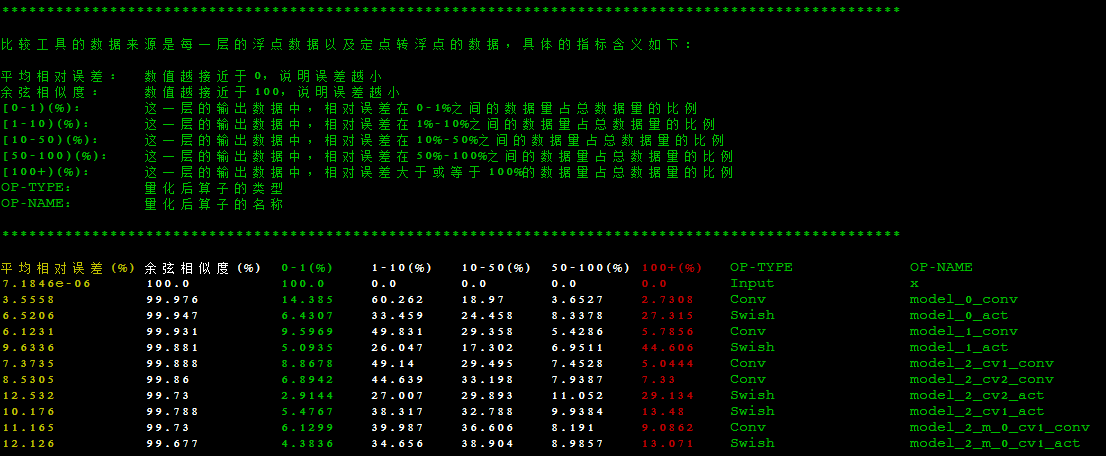 ****************************************************************************************************
比较工具的数据来源是每一层的浮点数据以及定点转浮点的数据，具体的指标含义如下：
平均相对误差： 数值越接近于0，说明误差越小
余弦相似度： 数值越接近于100，说明误差越小
[0-1)(%): 这一层的输出数据中，相对误差在0-1%之间的数据量占总数据量的比例
[1-10)(%): 这一层的输出数据中，相对误差在1%-10%之间的数据量占总数据量的比例
[10-50)(%): 这一层的输出数据中，相对误差在10%-50%之间的数据量占总数据量的比例
[50-100)(%): 这一层的输出数据中，相对误差在50%-100%之间的数据量占总数据量的比例
[100+)(%): 这一层的输出数据中，相对误差大于或等于100%的数据量占总数据量的比例
OP-TYPE: 量化后算子的类型
OP-NAME: 量化后算子的名称
****************************************************************************************************
平均相对误差(%) 余弦相似度(%) 0-1(%) 1-10(%) 10-50(%) 50-100(%) 100+(%) OP-TYPE OP-NAME
7.1846e-06 100.0 100.0 0.0 0.0 0.0 0.0 Input x
3.5558 99.976 14.385 60.262 18.97 3.6527 2.7308 Conv model_0_conv
6.5206 99.947 6.4307 33.459 24.458 8.3378 27.315 Swish model_0_act
6.1231 99.931 9.5969 49.831 29.358 5.4286 5.7856 Conv model_1_conv
9.6336 99.881 5.0935 26.047 17.302 6.9511 44.606 Swish model_1_act
7.3735 99.888 8.8678 49.14 29.495 7.4528 5.0444 Conv model_2_cv1_conv
8.5305 99.86 6.8942 44.639 33.198 7.9387 7.33 Conv model_2_cv2_conv
12.532 99.73 2.9144 27.007 29.893 11.052 29.134 Swish model_2_cv2_act
10.176 99.788 5.4767 38.317 32.788 9.9384 13.48 Swish model_2_cv1_act
11.165 99.73 6.1299 39.987 36.606 8.191 9.0862 Conv model_2_m_0_cv1_conv
12.126 99.677 4.3836 34.656 38.904 8.9857 13.071 Swish model_2_m_0_cv1_act